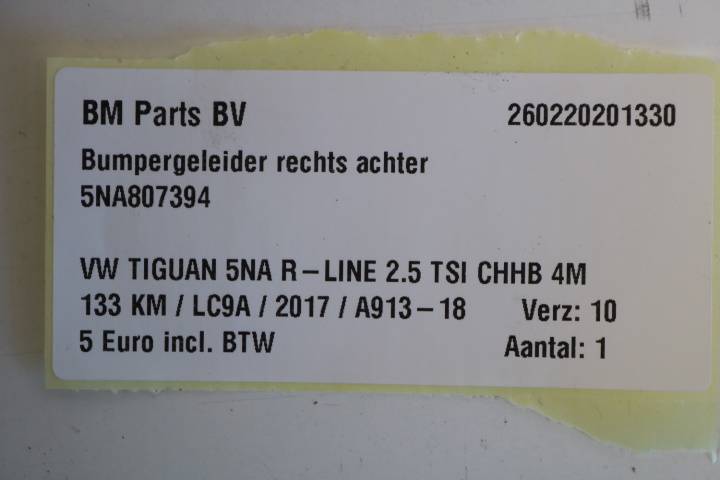 BM Parts BV 260220201330
Bumpergeleider rechts achter
5NA807394
VW TIGUAN 5NA R-LINE 2.5 TSI CHHB 4M
133 KM / LC9A / 2017 / A913-18 Verz: 10
5 Euro incl. BTW Aantal: 1